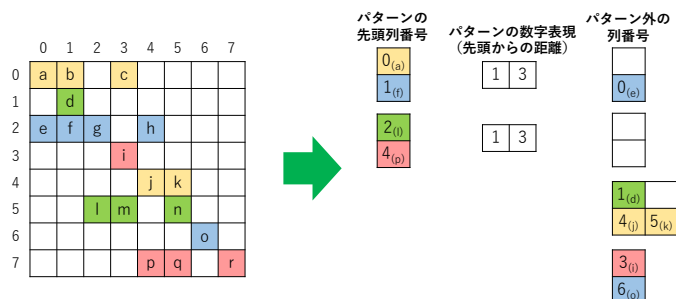 パターンの
先頭列番号
パターンの数字表現
(先頭からの距離)
パターン外の
列番号
0 1 2 3 4 5 6 7
0 a b c
1 d
2 e f g h
3 i
4 j k
5 l m n
6 o
7 p q r
0(a)
1(f)
1 3
0(e)
2(l)
4(p)
1 3
1(d)
4(j) 5(k)
3(i)
6(o)